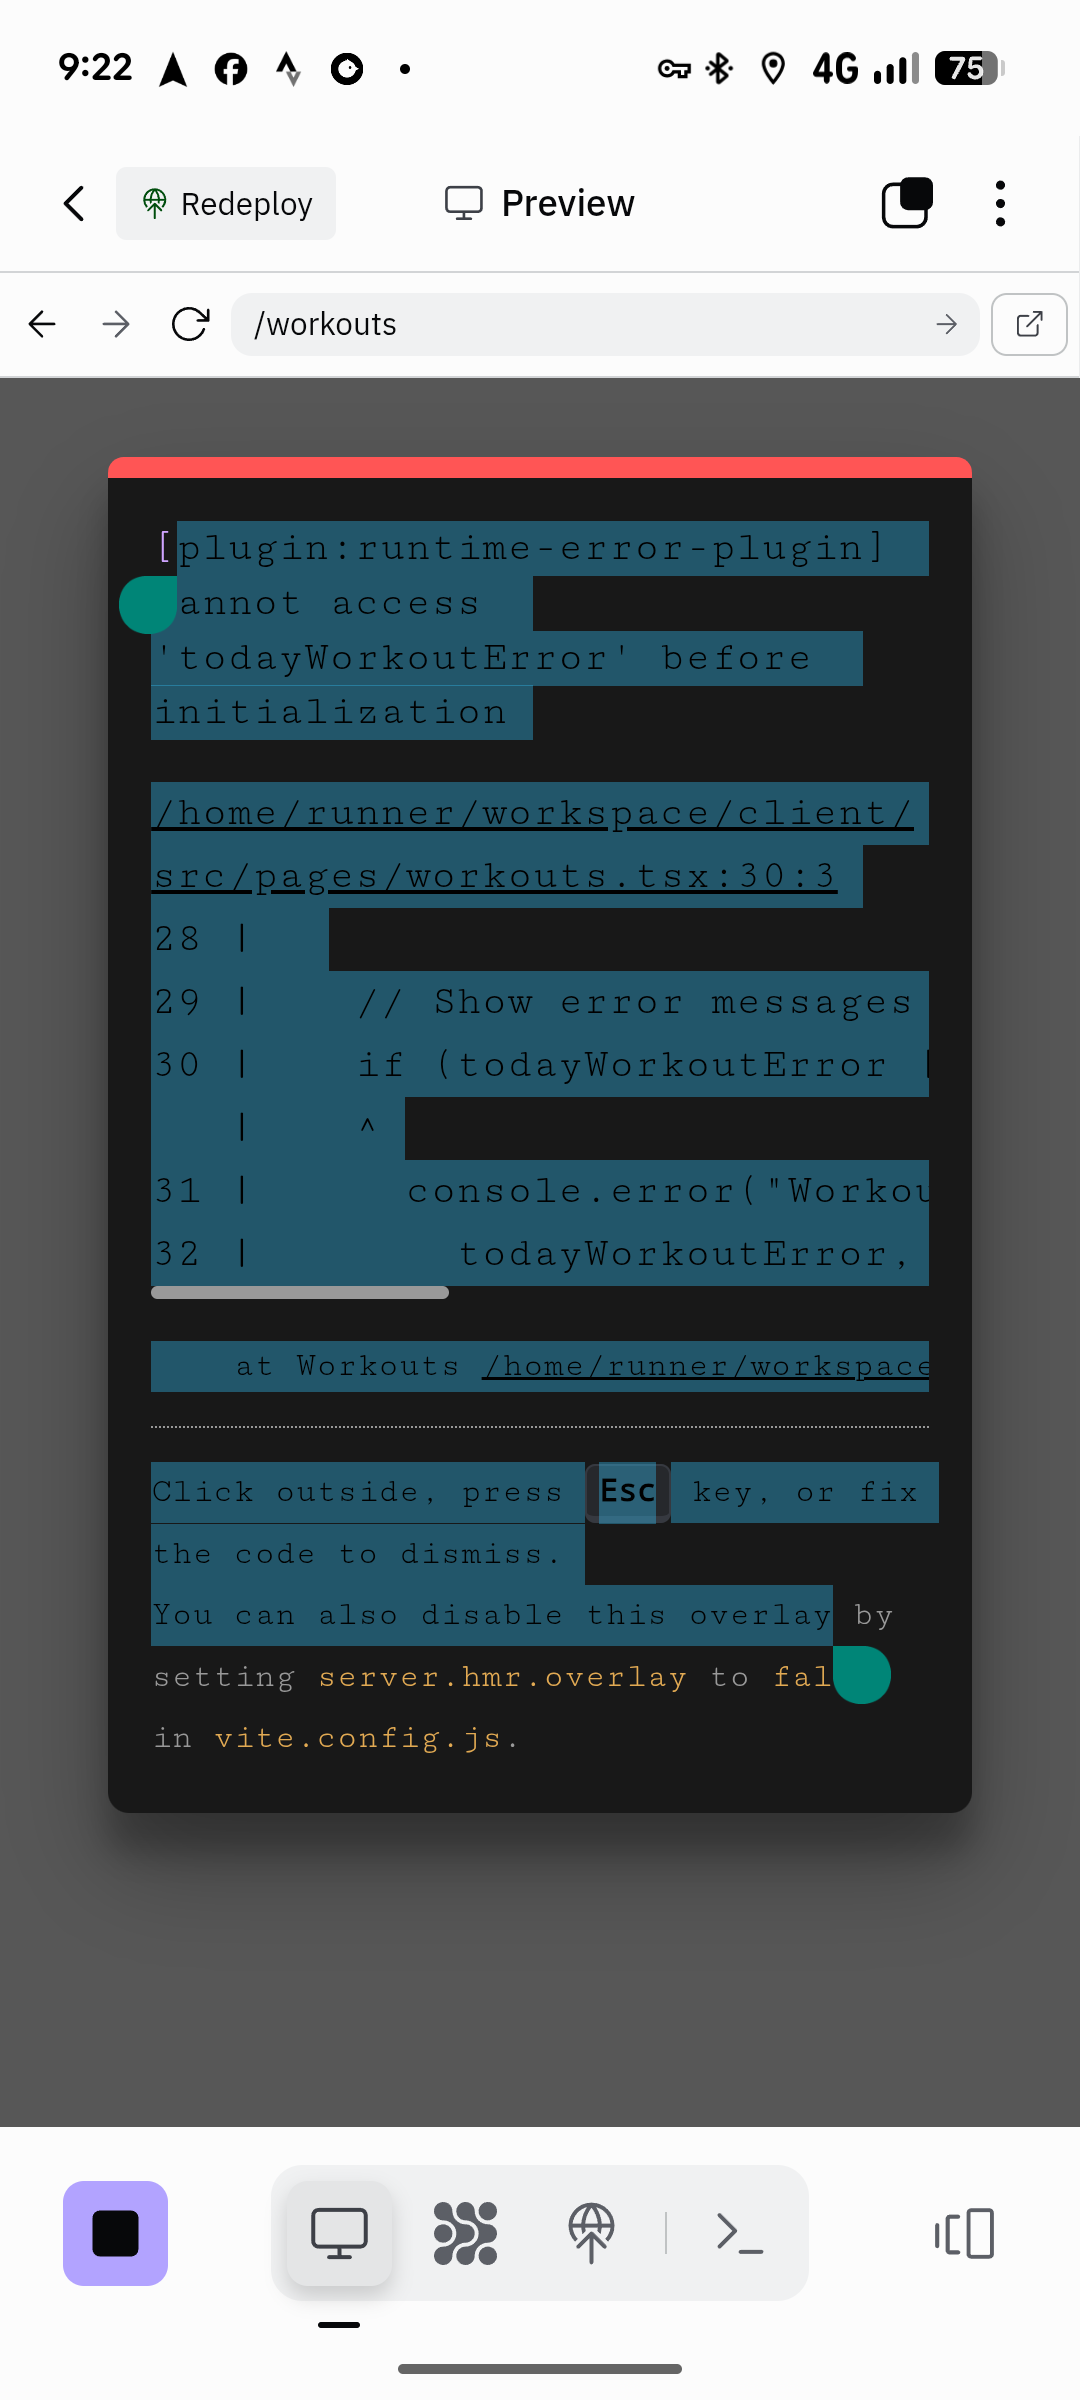 9:22
4G
75
Redeploy
Preview
/workouts
[plugin:runtime-error-plugin]
annot access
'todayWorkoutError' before
initialization
/home/runner/workspace/client/
src/pages/workouts.tsx:30:3
28 |
29 |    // Show error messages
30 |    if (todayWorkoutError |
   |    ^
31 |      console.error("Workou
32 |        todayWorkoutError,
at Workouts /home/runner/workspace
Click outside, press Esc key, or fix
the code to dismiss.
You can also disable this overlay by
setting server.hmr.overlay to fal
in vite.config.js.